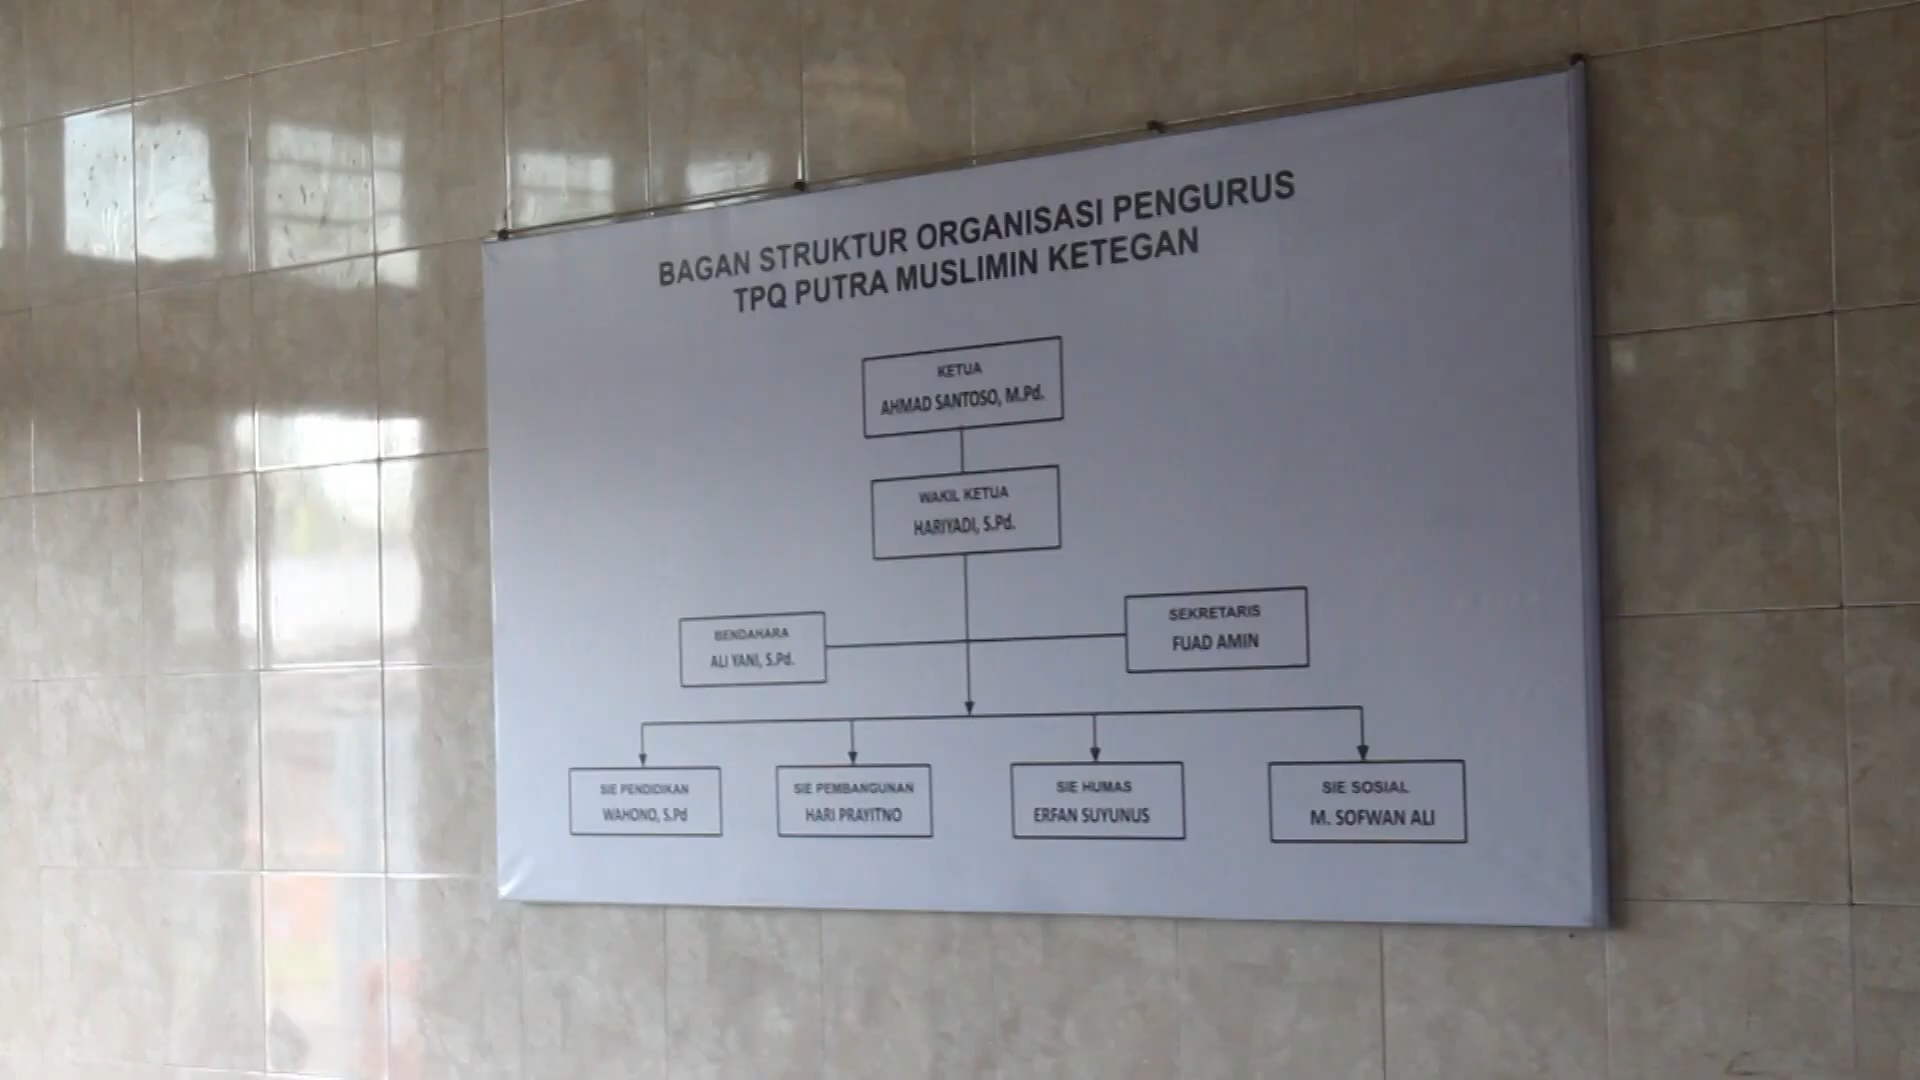 BAGAN STRUKTUR ORGANISASI PENGURUS
TPQ PUTRA MUSLIMIN KETEGAN
KETUA
AHMAD SANTOSO, M.Pd.
WAKIL KETUA
HARIYADI, S.Pd.
BENDAHARA
ALI YANI, S.Pd.
SEKRETARIS
FUAD AMIN
SIE PENDIDIKAN
WAHONO, S.Pd
SIE PEMBANGUNAN
HARI PRAYITNO
SIE HUMAS
ERFAN SUYUNUS
SIE SOSIAL
M. SOFWAN ALI